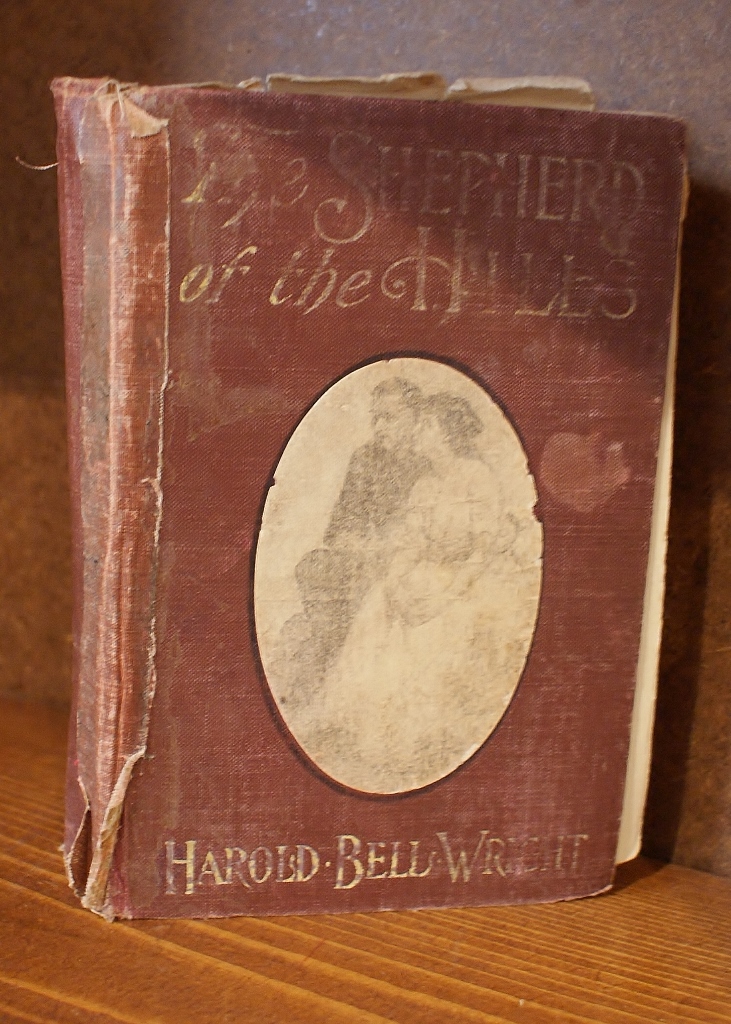 The SHEPHERD
of the HILLS
HAROLD·BELL·WRIGHT